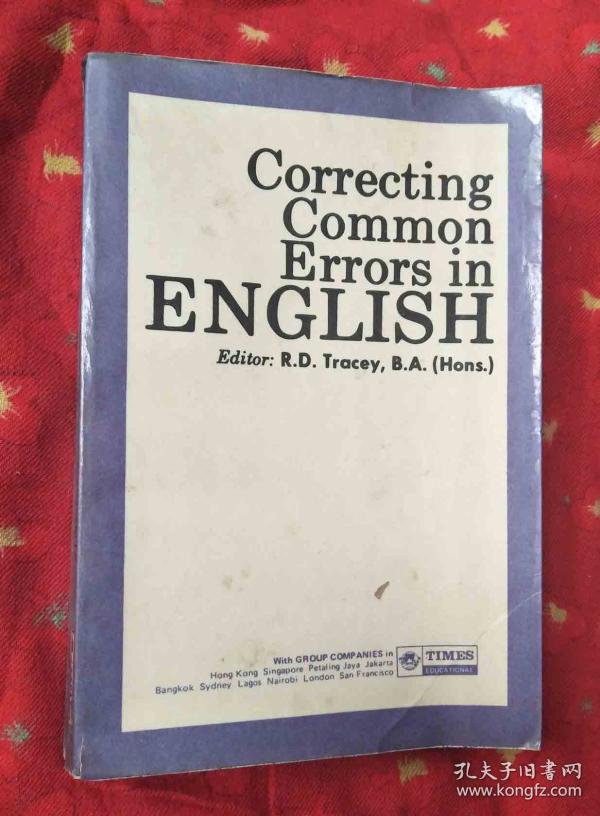 Correcting
Common
Errors in
ENGLISH
Editor: R.D. Tracey, B.A. (Hons.)
With GROUP COMPANIES in
Hong Kong Singapore Petaling Jaya Jakarta
Bangkok Sydney Lagos Nairobi London San Francisco
TIMES
EDUCATIONAL
孔夫子旧书网
www.kongfz.com